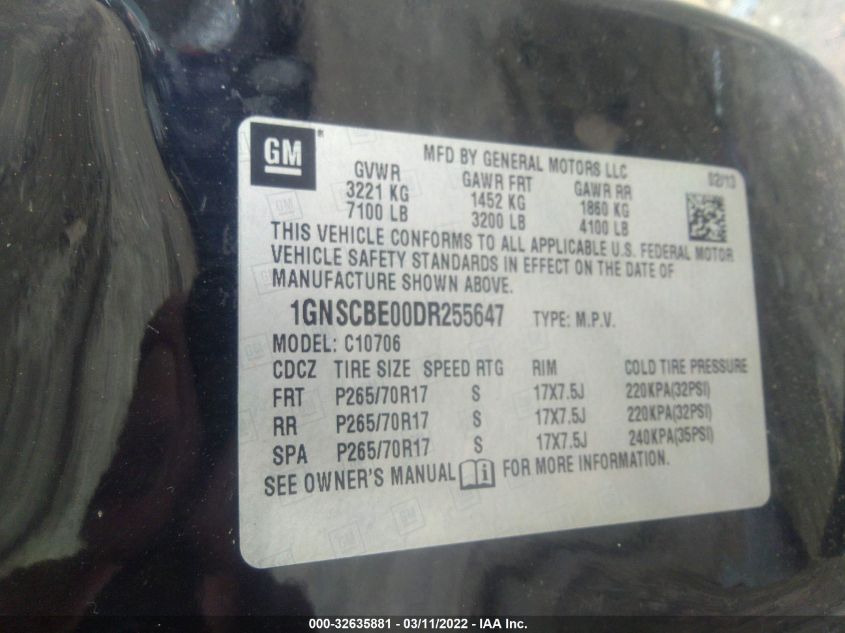 GM
MFD BY GENERAL MOTORS LLC
02/13
GVWR GAWR FRT GAWR RR
3221 KG 1452 KG 1860 KG
7100 LB 3200 LB 4100 LB
THIS VEHICLE CONFORMS TO ALL APPLICABLE U.S. FEDERAL MOTOR
VEHICLE SAFETY STANDARDS IN EFFECT ON THE DATE OF
MANUFACTURE SHOWN ABOVE.
1GNSCBE00DR255647 TYPE: M.P.V.
MODEL: C10706
CDCZ TIRE SIZE SPEED RTG RIM COLD TIRE PRESSURE
FRT P265/70R17 S 17X7.5J 220KPA(32PSI)
RR P265/70R17 S 17X7.5J 220KPA(32PSI)
SPA P265/70R17 S 17X7.5J 240KPA(35PSI)
SEE OWNER'S MANUAL i FOR MORE INFORMATION.
000-32635881 - 03/11/2022 - IAA Inc.